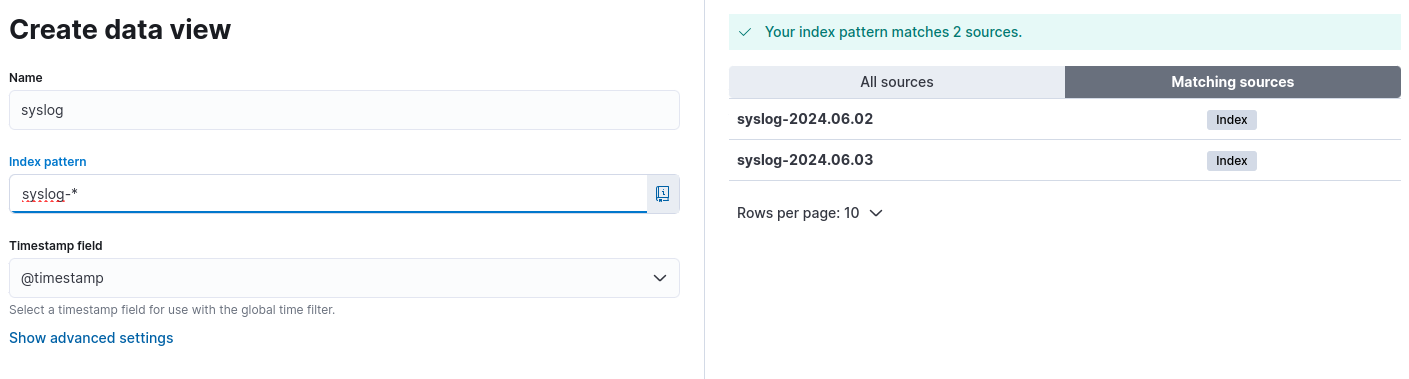 Create data view
Name
syslog
Index pattern
syslog-*
Timestamp field
@timestamp
Select a timestamp field for use with the global time filter.
Show advanced settings
Your index pattern matches 2 sources.
All sources Matching sources
syslog-2024.06.02 Index
syslog-2024.06.03 Index
Rows per page: 10